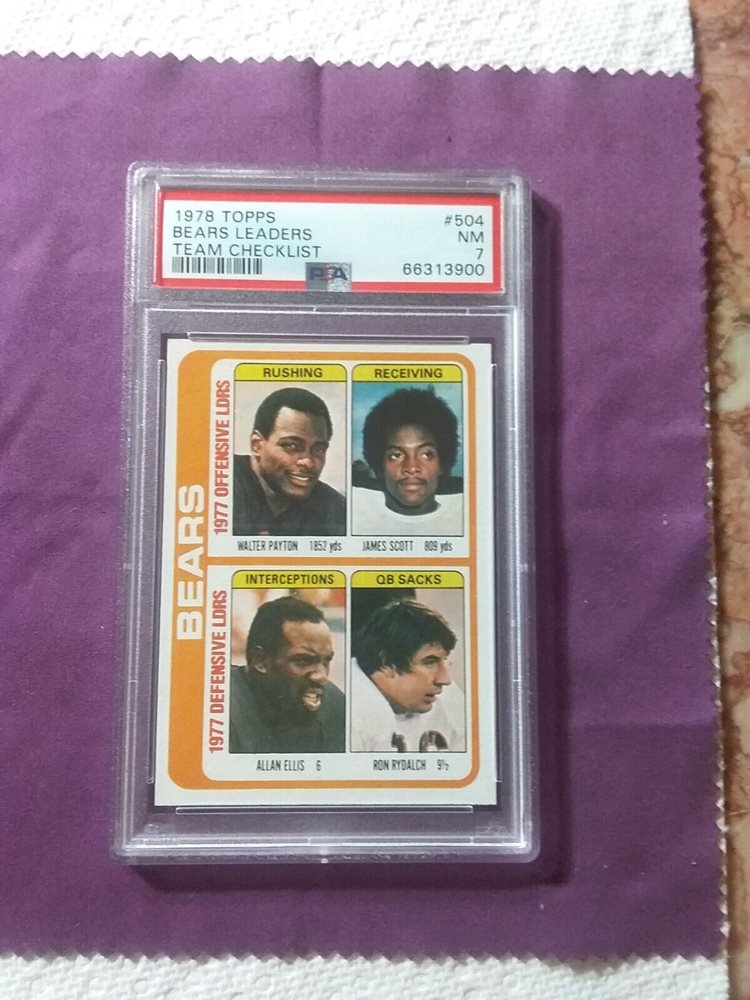 1978 TOPPS #504
BEARS LEADERS NM
TEAM CHECKLIST 7
PSA 66313900
BEARS
1977 OFFENSIVE LDRS
RUSHING
WALTER PAYTON 1852 yds
RECEIVING
JAMES SCOTT 809 yds
1977 DEFENSIVE LDRS
INTERCEPTIONS
ALLAN ELLIS 6
QB SACKS
RON RYDALCH 9½